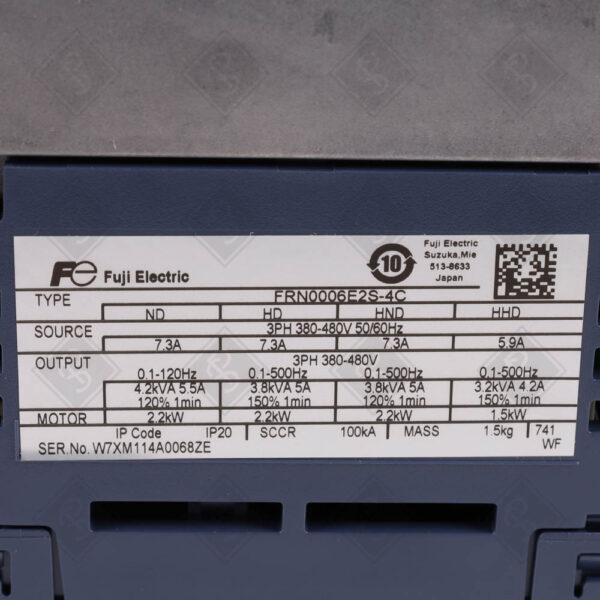 Fe Fuji Electric
10
Fuji Electric
Suzuka,Mie
513-8633
Japan
TYPE FRN0006E2S-4C
ND HD HND HHD
SOURCE 3PH 380-480V 50/60Hz
7.3A 7.3A 7.3A 5.9A
OUTPUT 3PH 380-480V
0.1-120Hz 0.1-500Hz 0.1-500Hz 0.1-500Hz
4.2kVA 5.5A 3.8kVA 5A 3.8kVA 5A 3.2kVA 4.2A
120% 1min 150% 1min 120% 1min 150% 1min
MOTOR 2.2kW 2.2kW 2.2kW 1.5kW
IP Code IP20 SCCR 100kA MASS 1.5kg 741
SER.No. W7XM114A0068ZE WF